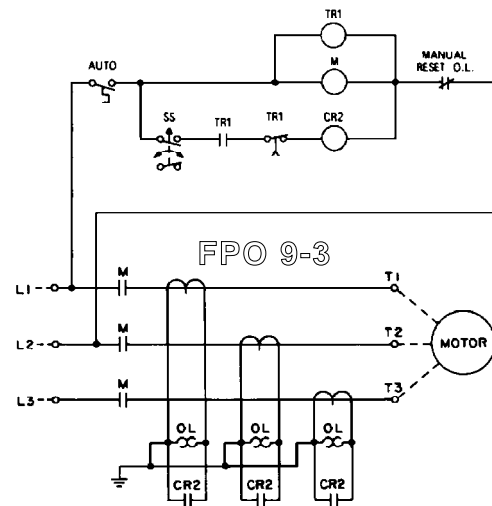 TR1
AUTO
M
MANUAL
RESET O.L.
SS
TR1
TR1
CR2
FPO 9-3
L1
M
T1
L2
M
T2
MOTOR
L3
M
T3
OL
OL
OL
CR2
CR2
CR2